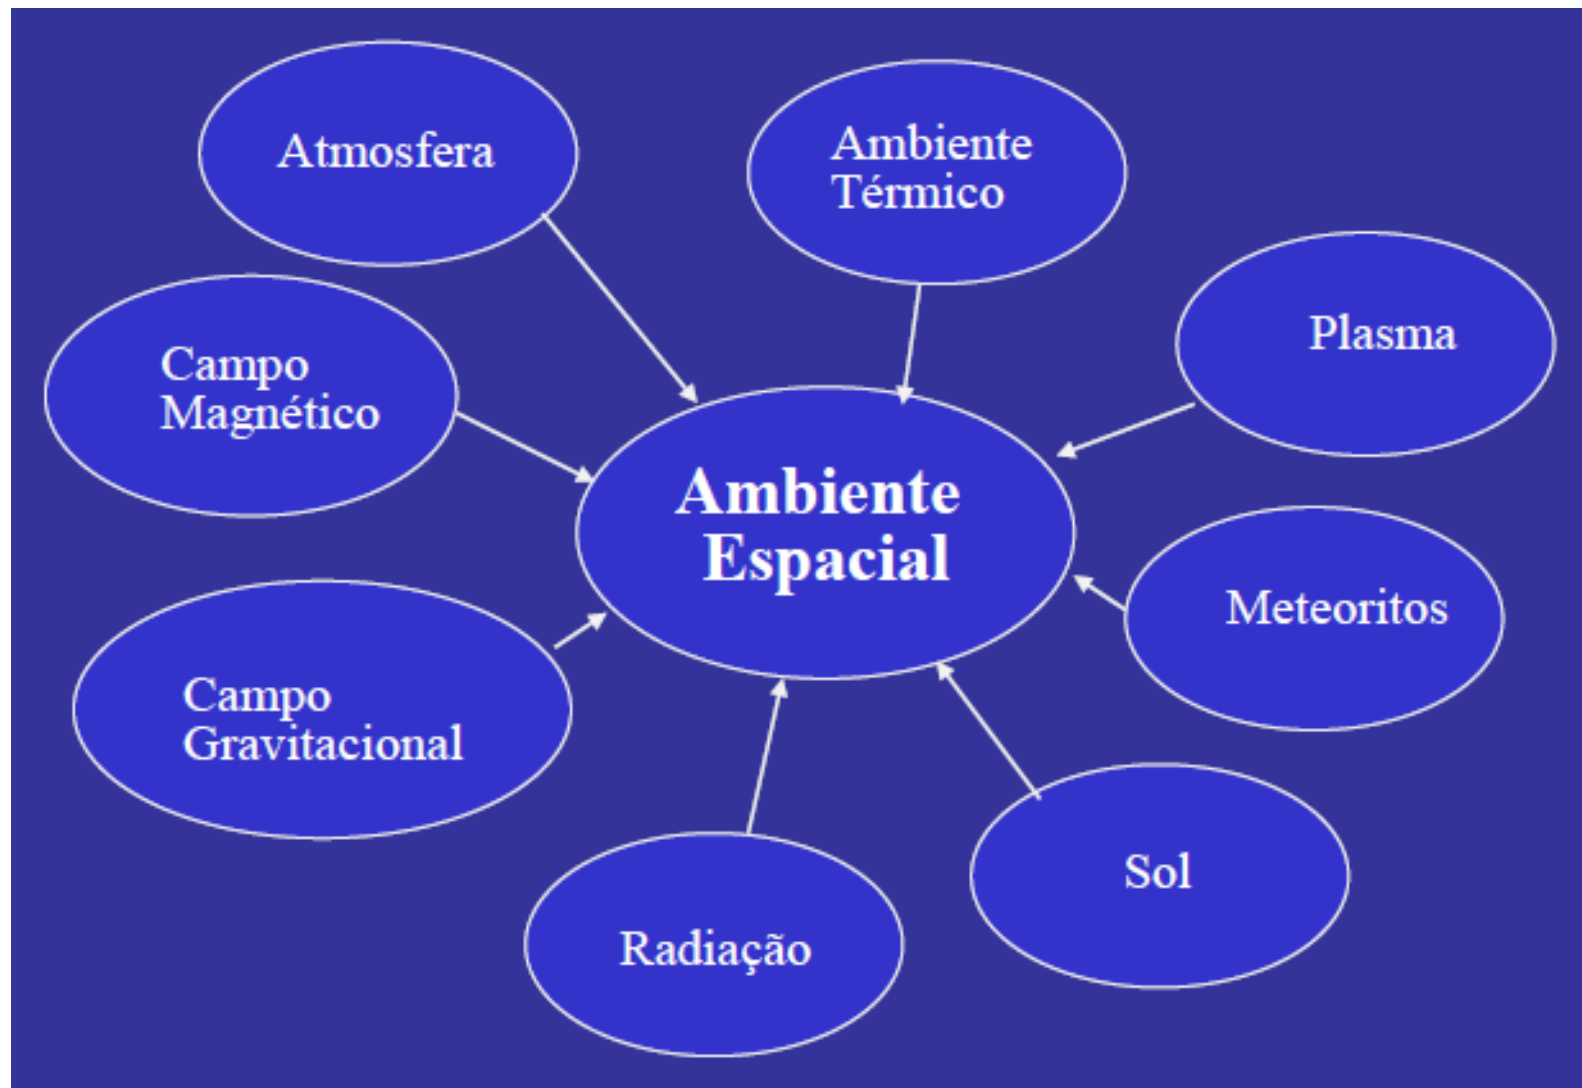 Atmosfera
Ambiente
Térmico
Plasma
Campo
Magnético
Ambiente
Espacial
Meteoritos
Campo
Gravitacional
Sol
Radiação